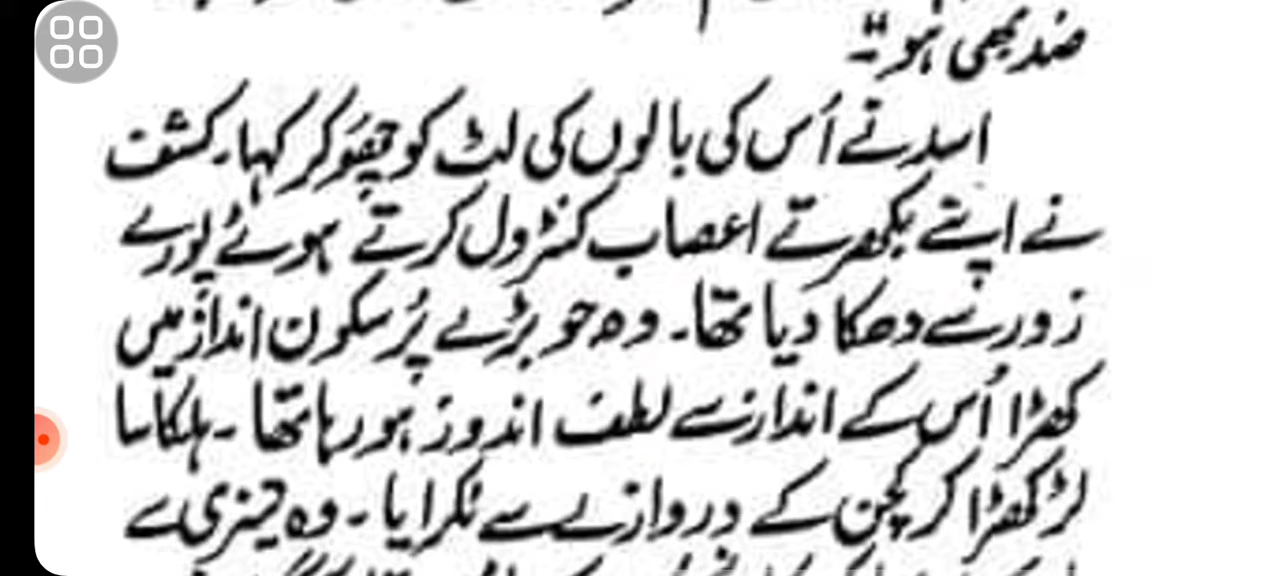 ضد بھی ہو"۔
اسد نے اُس کی بالوں کی لٹ کو چھُو کر کہا۔ کشف
نے اپنے بکھرتے اعصاب کنٹرول کرتے ہوئے پورے
زور سے دھکا دیا تھا۔ وہ جو بڑے پُر سکون انداز میں
کھڑا اُس کے انداز سے لطف اندوز ہو رہا تھا۔ ہلکا سا
لڑکھڑا کر کچن کے دروازے سے ٹکرایا۔ وہ تیزی سے